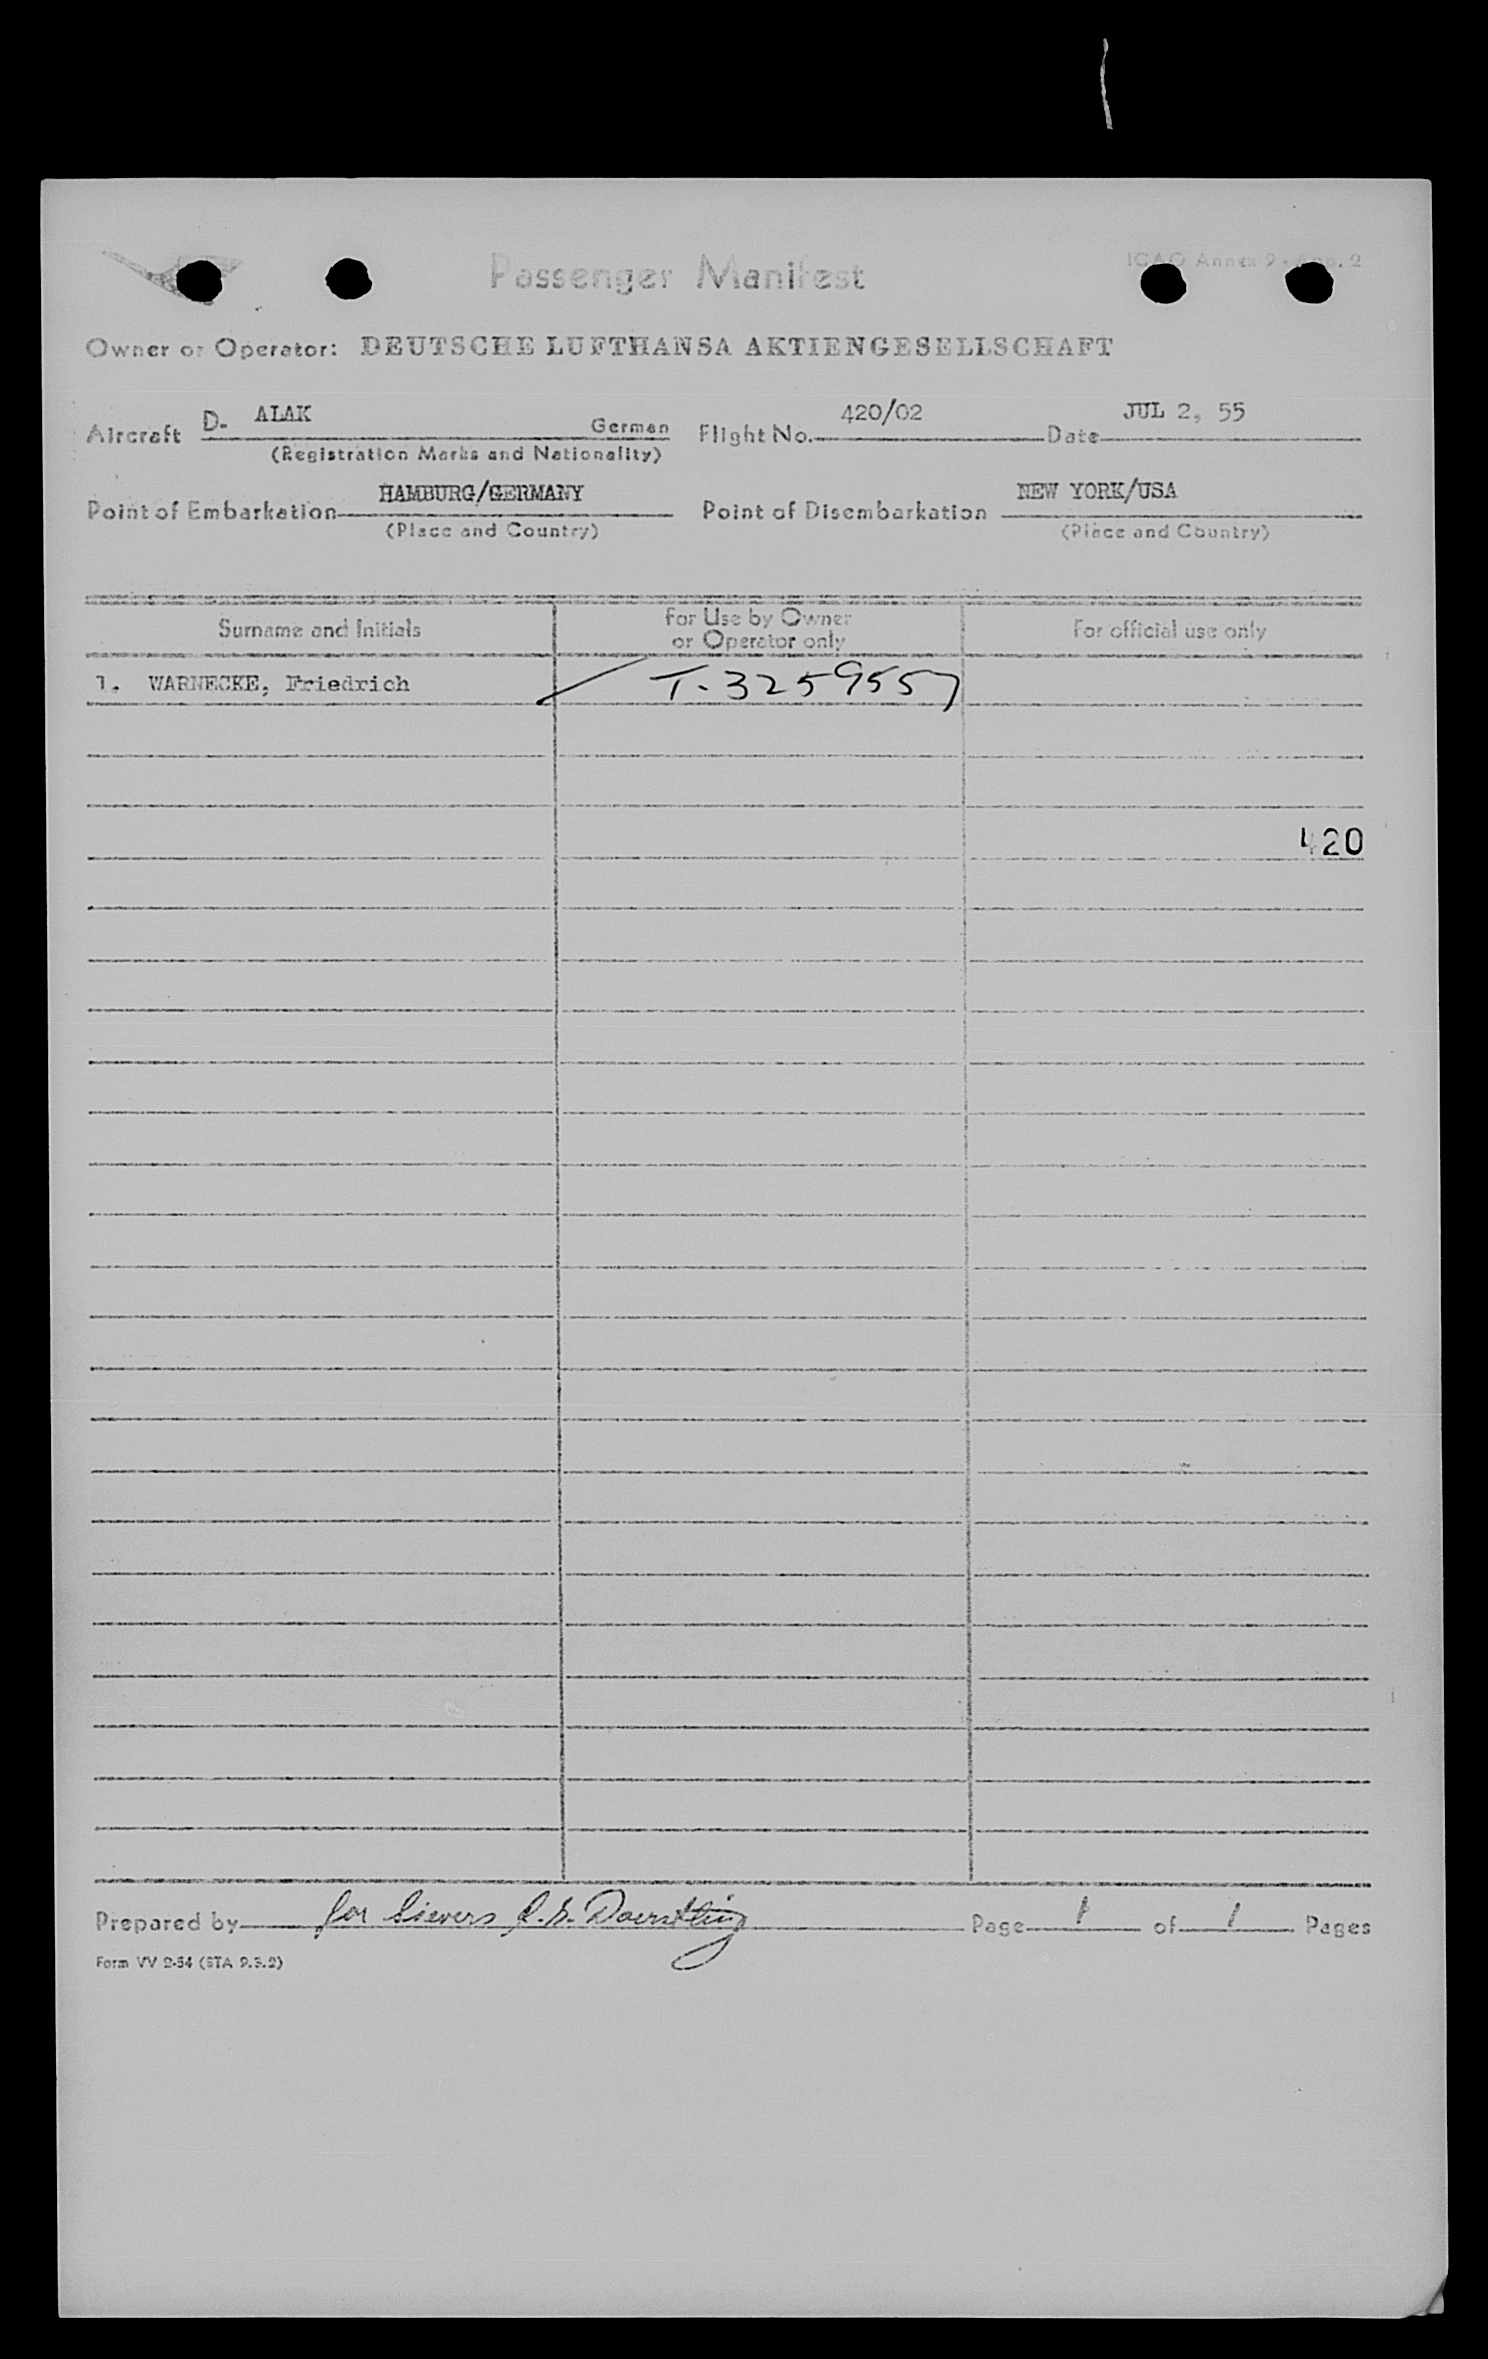 Passenger Manifest
ICAO Annex 9 - App. 2
Owner or Operator: DEUTSCHE LUFTHANSA AKTIENGESELLSCHAFT
Aircraft D. ALAK German Flight No. 420/02 Date JUL 2, 55
(Registration Marks and Nationality)
Point of Embarkation HAMBURG/GERMANY Point of Disembarkation NEW YORK/USA
(Place and Country) (Place and Country)
Surname and Initials For Use by Owner or Operator only For official use only
1. WARNECKE, Friedrich T-3259557
420
Prepared by for Sievers Page 1 of 1 Pages
Form VV 2-54 (STA 9.3.2)